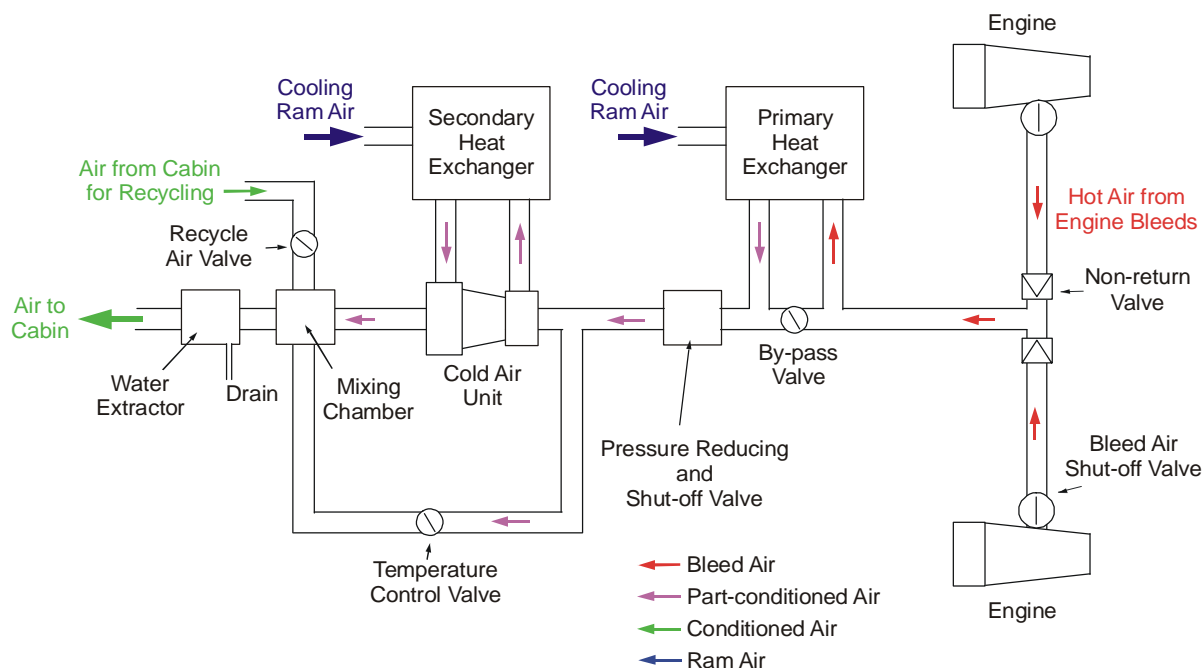 Engine
Cooling
Ram Air
Secondary
Heat
Exchanger
Cooling
Ram Air
Primary
Heat
Exchanger
Air from Cabin
for Recycling
Hot Air from
Engine Bleeds
Recycle
Air Valve
Non-return
Valve
Air to
Cabin
Water
Extractor
Drain
Mixing
Chamber
Cold Air
Unit
By-pass
Valve
Pressure Reducing
and
Shut-off Valve
Bleed Air
Shut-off Valve
Temperature
Control Valve
Bleed Air
Part-conditioned Air
Conditioned Air
Ram Air
Engine